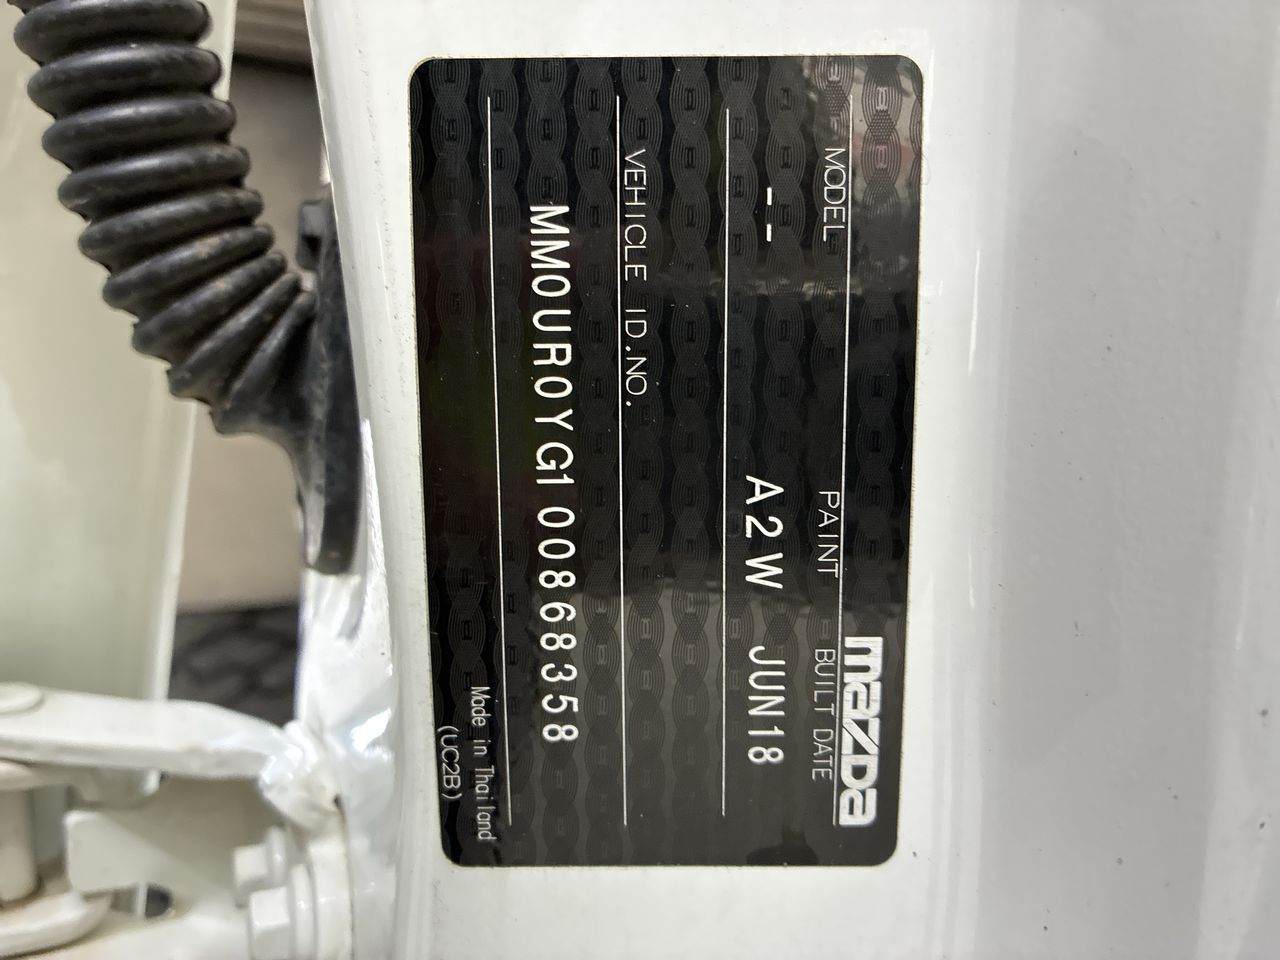 mazda
MODEL PAINT BUILT DATE
-- A2W JUN18
VEHICLE ID.NO.
MM0UR0YG100868358
Made in Thailand
(UC2B)